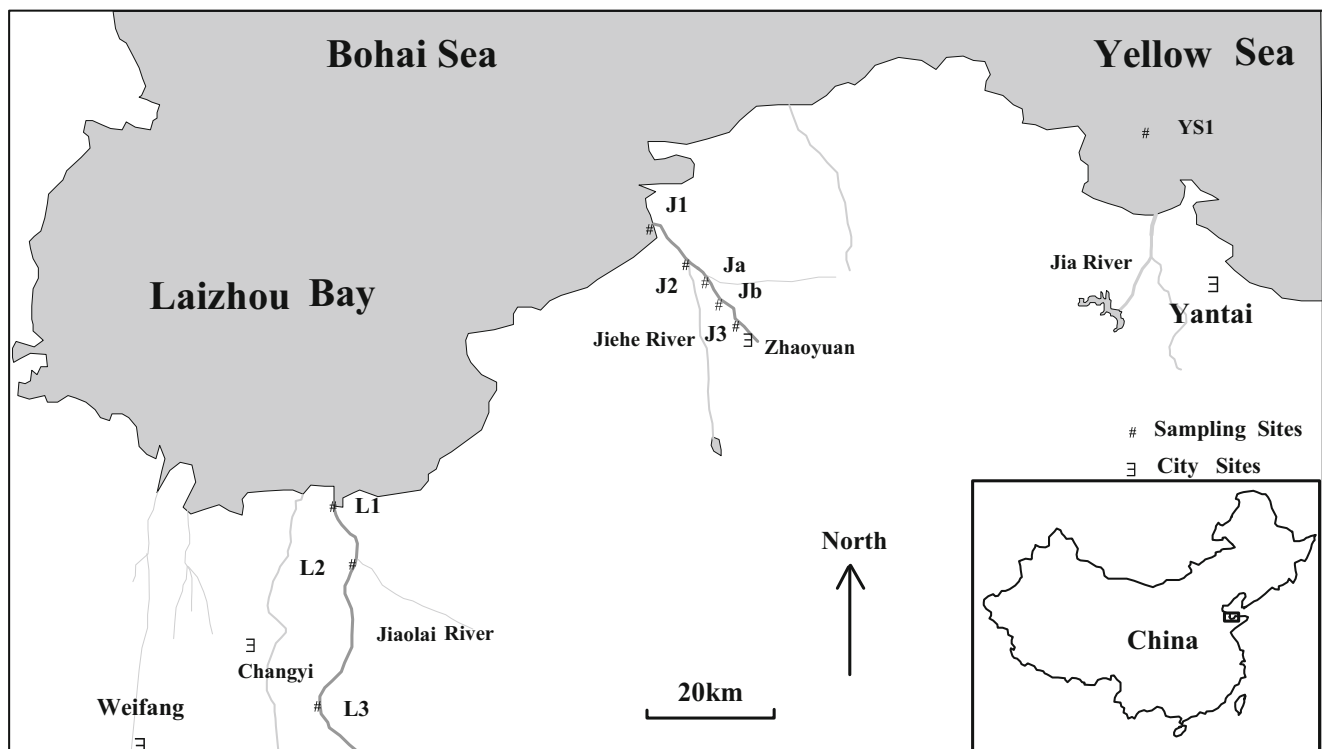 Bohai Sea
Yellow Sea
# YS1
J1
#
Jia River
Laizhou Bay
# Ja
J2 #
# Jb
Yantai
Jiehe River J3 #
Zhaoyuan
# Sampling Sites
City Sites
# L1
North
L2 #
Jiaolai River
China
Changyi
20km
Weifang
# L3